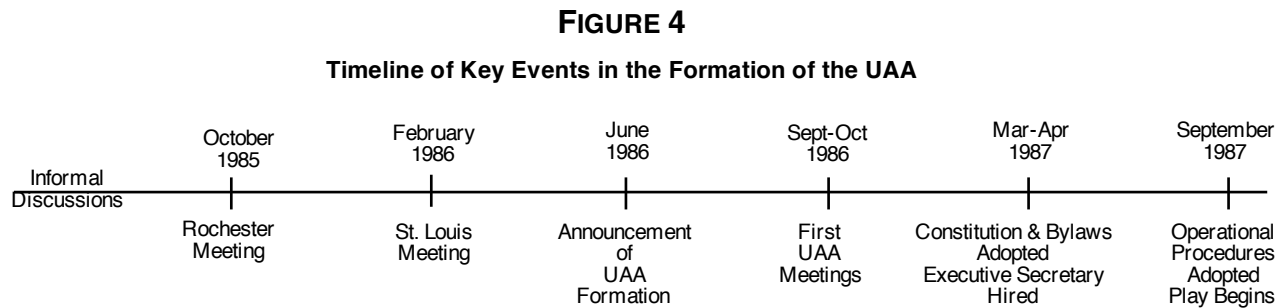 FIGURE 4
Timeline of Key Events in the Formation of the UAA
October
1985
February
1986
June
1986
Sept-Oct
1986
Mar-Apr
1987
September
1987
Informal
Discussions
Rochester
Meeting
St. Louis
Meeting
Announcement
of
UAA
Formation
First
UAA
Meetings
Constitution & Bylaws
Adopted
Executive Secretary
Hired
Operational
Procedures
Adopted
Play Begins